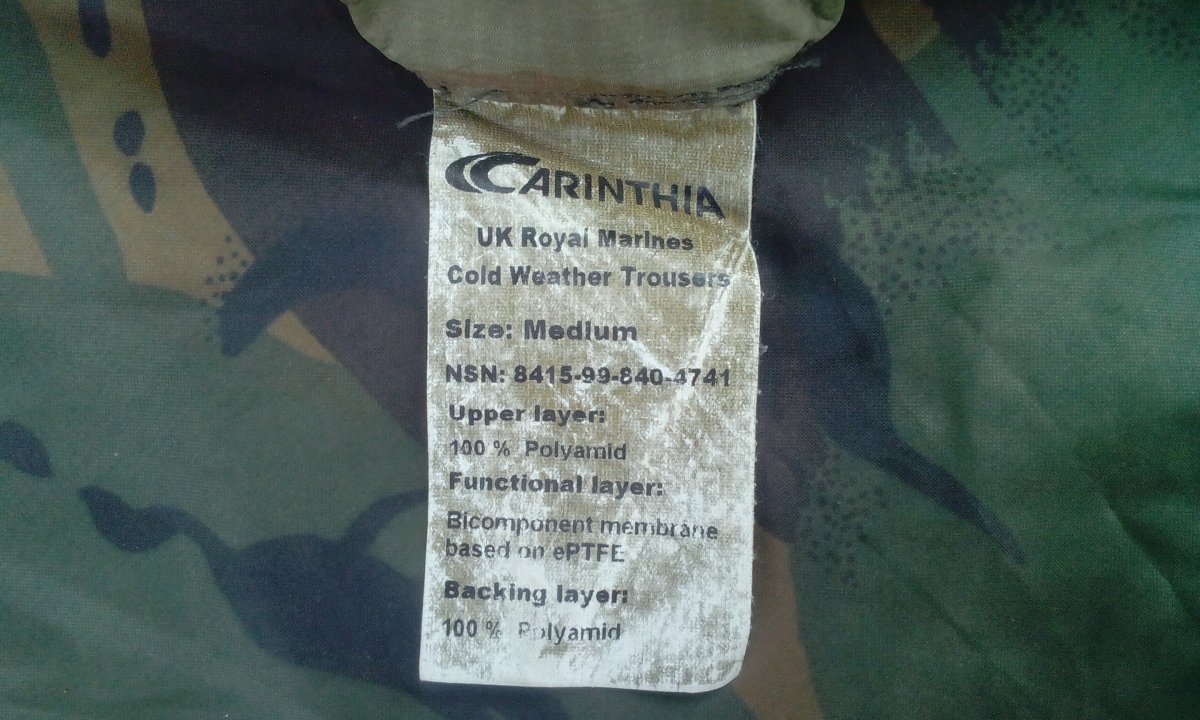 CARINTHIA
UK Royal Marines
Cold Weather Trousers
Size: Medium
NSN: 8415-99-840-4741
Upper layer:
100 % Polyamid
Functional layer:
Bicomponent membrane
based on ePTFE
Backing layer:
100 % Polyamid